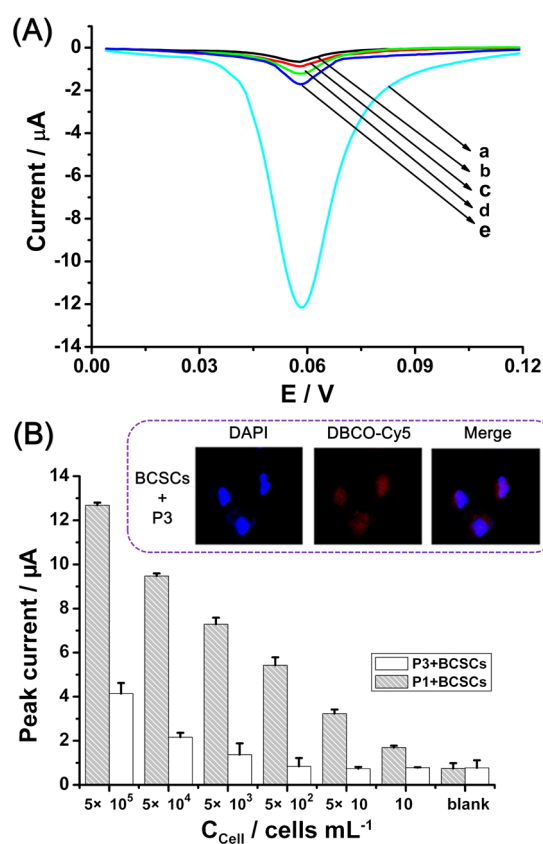 (A)
Current / μA
0
-2
-4
-6
-8
-10
-12
-14
0.00 0.03 0.06 0.09 0.12
E / V
a
b
c
d
e
(B)
DAPI DBCO-Cy5 Merge
BCSCs
+
P3
Peak current / μA
14
12
10
8
6
4
2
0
P3+BCSCs
P1+BCSCs
5× 10⁵ 5× 10⁴ 5× 10³ 5× 10² 5× 10 10 blank
C_Cell / cells mL⁻¹